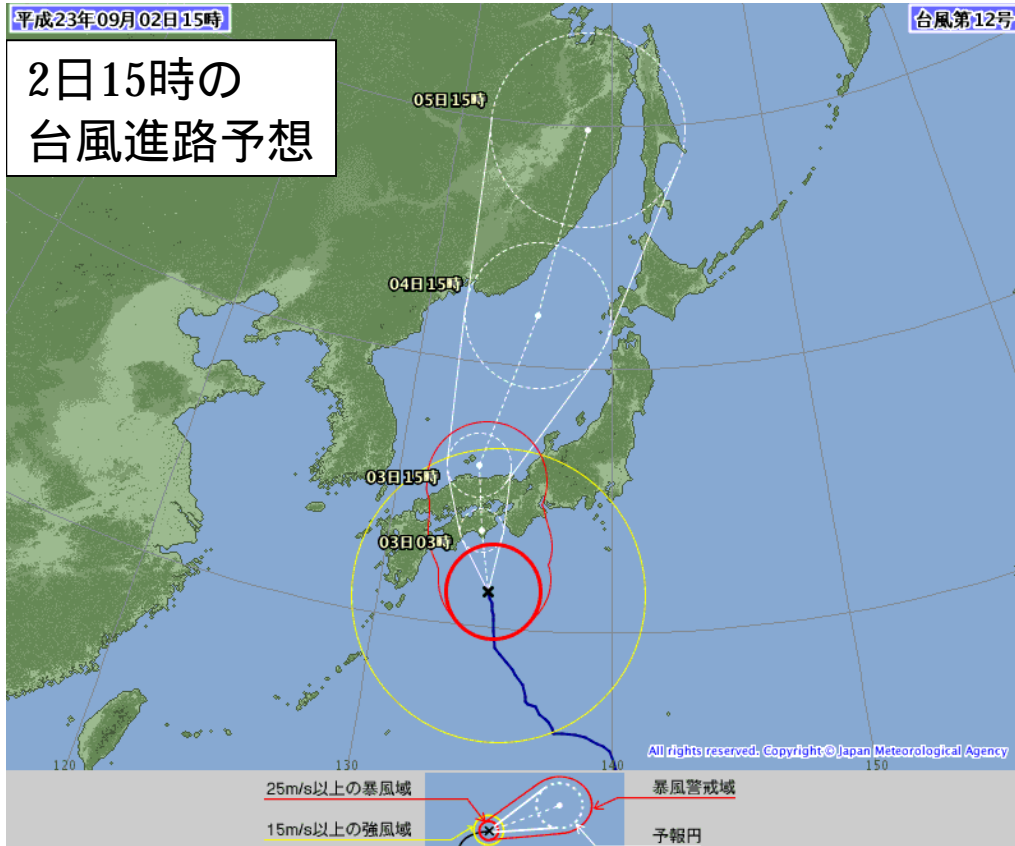 平成23年09月02日15時
台風第12号
2日15時の
台風進路予想
05日15時
04日15時
03日15時
03日03時
All rights reserved. Copyright © Japan Meteorological Agency
120
130
140
150
25m/s以上の暴風域
暴風警戒域
15m/s以上の強風域
予報円